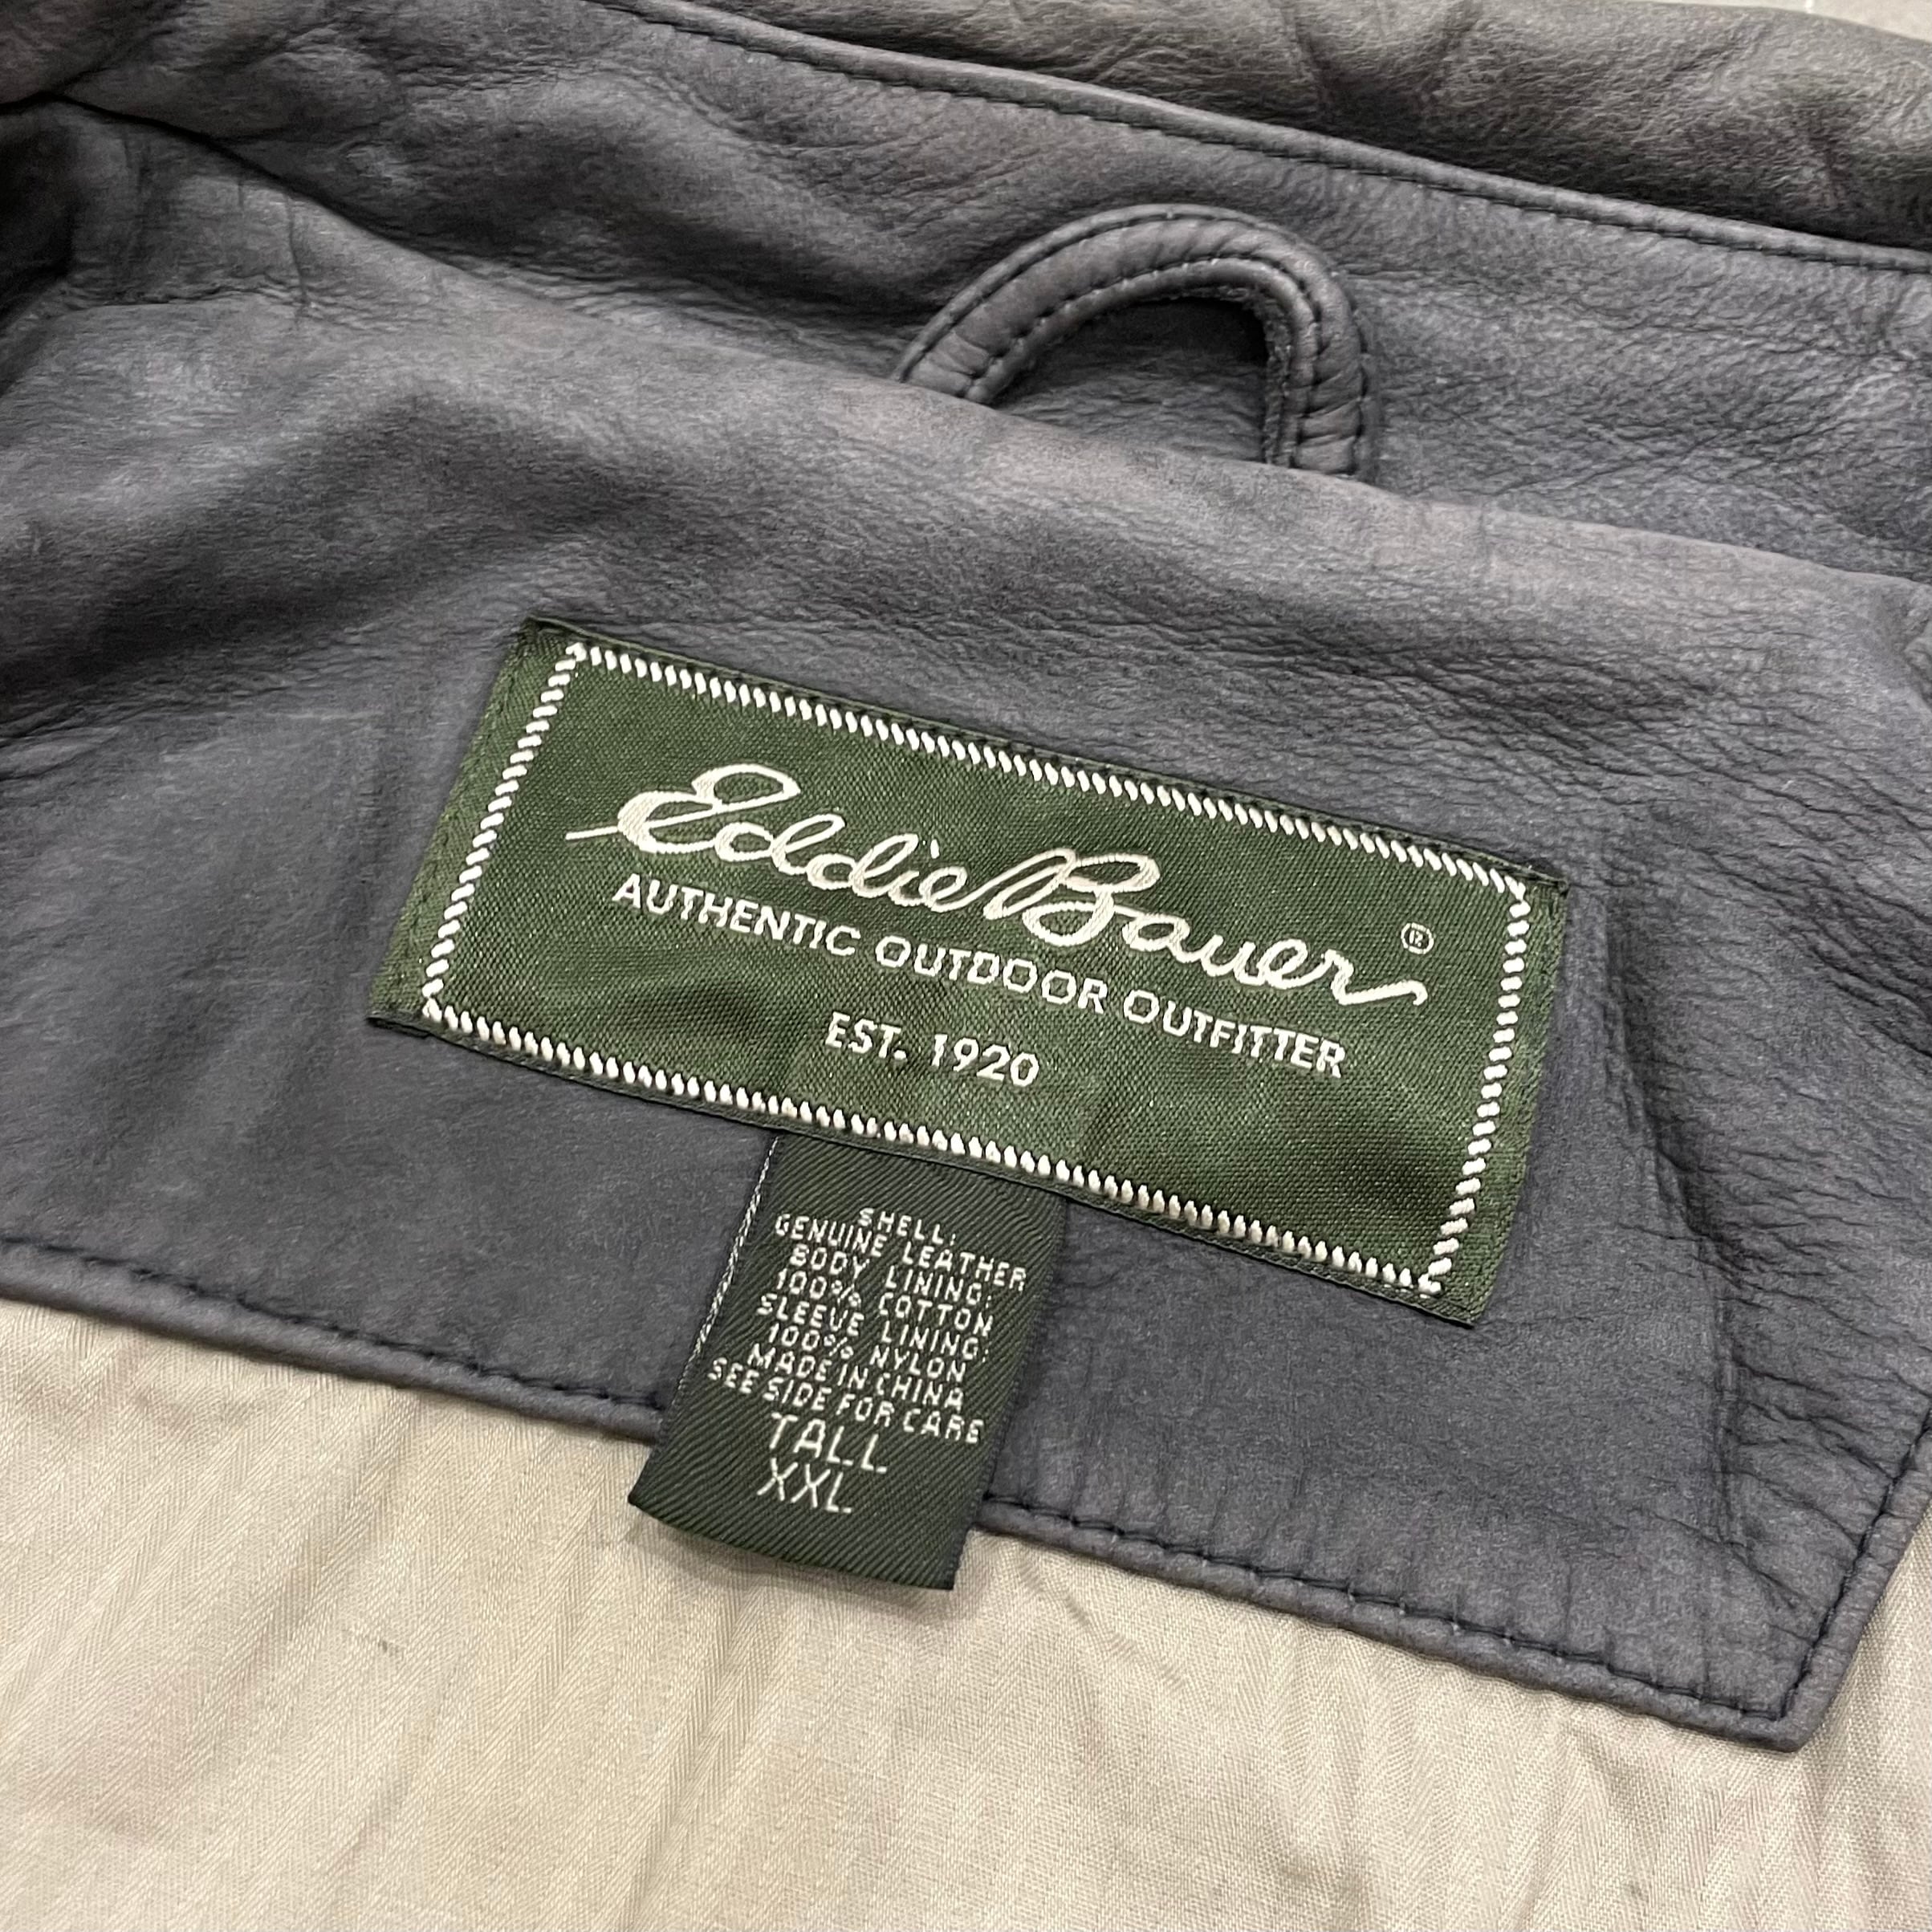 Eddie Bauer ®
AUTHENTIC OUTDOOR OUTFITTER
EST. 1920
SHELL:
GENUINE LEATHER
BODY LINING:
100% COTTON
SLEEVE LINING:
100% NYLON
MADE IN CHINA
SEE SIDE FOR CARE
TALL
XXL